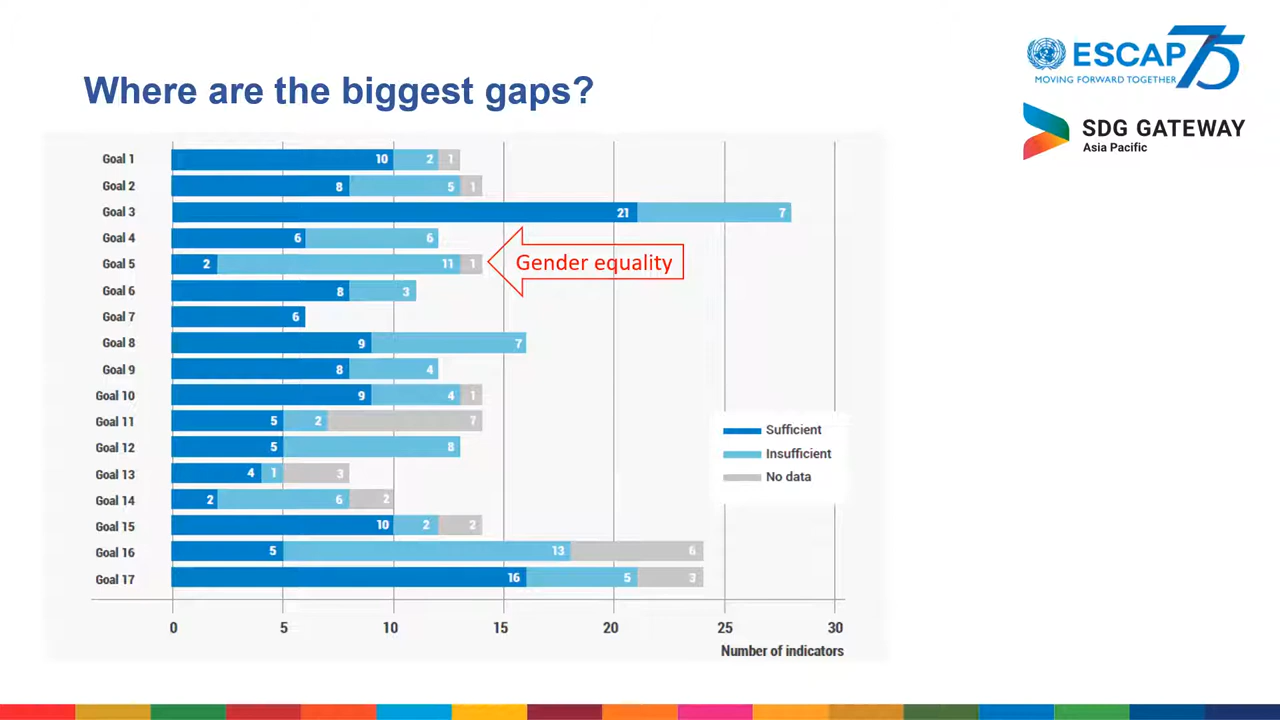 ESCAP 75
MOVING FORWARD TOGETHER
Where are the biggest gaps?
SDG GATEWAY
Asia Pacific
Goal 1 10 2 1
Goal 2 8 5 1
Goal 3 21 7
Goal 4 6 6
Goal 5 2 11 1
Gender equality
Goal 6 8 3
Goal 7 6
Goal 8 9 7
Goal 9 8 4
Goal 10 9 4 1
Goal 11 5 2 7
Goal 12 5 8
Goal 13 4 1 3
Goal 14 2 6 2
Goal 15 10 2 2
Goal 16 5 13 6
Goal 17 16 5 3
Sufficient
Insufficient
No data
0 5 10 15 20 25 30
Number of indicators